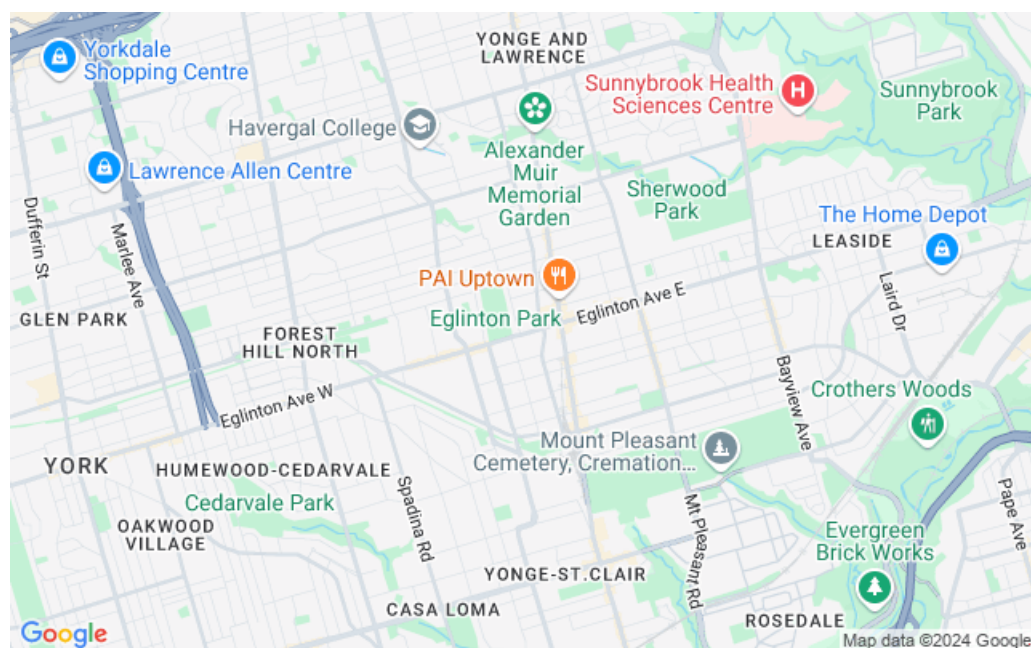 YONGE AND
LAWRENCE
Yorkdale
Shopping Centre
Sunnybrook Health
Sciences Centre
Sunnybrook
Park
Havergal College
Alexander
Muir
Memorial
Garden
Lawrence Allen Centre
Sherwood
Park
Dufferin St
Marlee Ave
The Home Depot
LEASIDE
PAI Uptown
Laird Dr
Eglinton Ave E
Eglinton Park
GLEN PARK
FOREST
HILL NORTH
Bayview Ave
Crothers Woods
Eglinton Ave W
Mount Pleasant
Cemetery, Cremation...
YORK
HUMEWOOD-CEDARVALE
Cedarvale Park
Spadina Rd
Mt Pleasant Rd
Pape Ave
OAKWOOD
VILLAGE
Evergreen
Brick Works
YONGE-ST.CLAIR
CASA LOMA
ROSEDALE
Google
Map data ©2024 Google